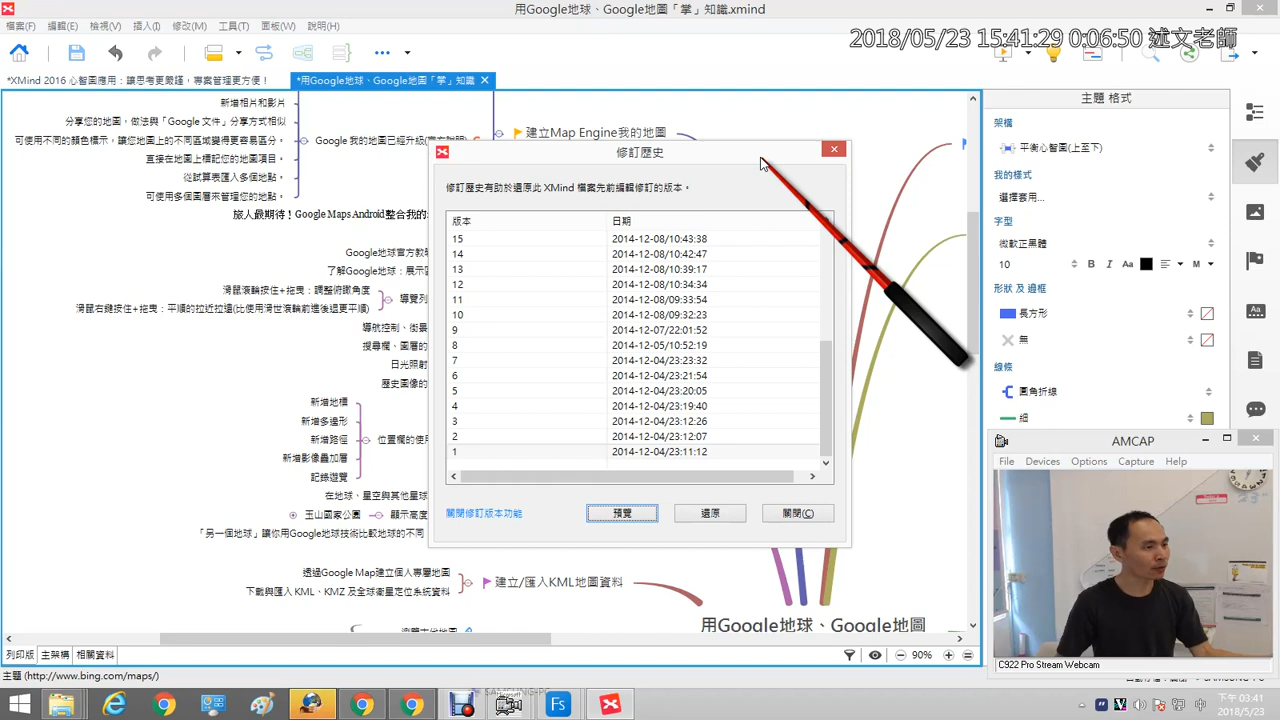 用Google地球、Google地圖「掌」知識.xmind
檔案(F) 編輯(E) 檢視(V) 插入(I) 修改(M) 工具(T) 面板(W) 說明(H)
2018/05/23 15:41:29 0:06:50 述文老師
*XMind 2016 心智圖應用：讓思考更嚴謹，專案管理更方便！
*用Google地球、Google地圖「掌」知識
主題 格式
新增相片和影片
分享您的地圖，做法與「Google 文件」分享方式相似
可使用不同的顏色標示，讓您地圖上的不同區域變得更容易區分。
Google 我的地圖已經升級(官方說明)
建立Map Engine我的地圖
直接在地圖上標記您的地圖項目。
從試算表匯入多個地點。
可使用多個圖層來管理您的地點。
旅人最期待！Google Maps Android整合我的
Google地球官方教
了解Google地球：展示
滑鼠滾輪按住+拖曳：調整俯瞰角度
滑鼠右鍵按住+拖曳：平順的拉近拉遠(比使用滑世滾輪前進後退更平順)
導覽列
導航控制、街景
搜尋欄、圖層的
日光照射
歷史圖像的
新增地標
新增多邊形
新增路徑
位置欄的使用
新增影像疊加層
記錄遊覽
在地球、星空與其他星球
玉山國家公園
顯示高度
「另一個地球」讓你用Google地球技術比較地球的不同
透過Google Map建立個人專屬地圖
下載與匯入 KML、KMZ 及全球衛星定位系統資料
建立/匯入KML地圖資料
用Google地球、Google地圖
修訂歷史
修訂歷史有助於還原此 XMind 檔案先前編輯修訂的版本。
版本 日期
15 2014-12-08/10:43:38
14 2014-12-08/10:42:47
13 2014-12-08/10:39:17
12 2014-12-08/10:34:34
11 2014-12-08/09:33:54
10 2014-12-08/09:32:23
9 2014-12-07/22:01:52
8 2014-12-05/10:52:19
7 2014-12-04/23:23:32
6 2014-12-04/23:21:54
5 2014-12-04/23:20:05
4 2014-12-04/23:19:40
3 2014-12-04/23:12:26
2 2014-12-04/23:12:07
1 2014-12-04/23:11:12
關閉修訂版本功能
預覽 還原 關閉(C)
架構
平衡心智圖(上至下)
我的樣式
選擇套用...
字型
微軟正黑體
10 B I Aa M
形狀 及 邊框
長方形
無
線條
圓角折線
細
AMCAP
File Devices Options Capture Help
C922 Pro Stream Webcam
列印版 主架構 相關資料
90%
主題 (http://www.bing.com/maps/)
Fs
下午 03:41
2018/5/23